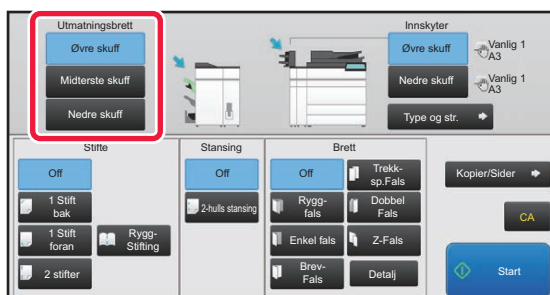 Utmatningsbrett
Øvre skuff
Midterste skuff
Nedre skuff
Innskyter
Øvre skuff
Vanlig 1
A3
Nedre skuff
Vanlig 1
A3
Type og str.
Stifte
Off
1 Stift
bak
1 Stift
foran
Rygg-
Stifting
2 stifter
Stansing
Off
2-hulls stansing
Brett
Off
Trekk-
sp.Fals
Rygg-
fals
Dobbel
Fals
Enkel fals
Z-Fals
Brev-
Fals
Detalj
Kopier/Sider
CA
Start